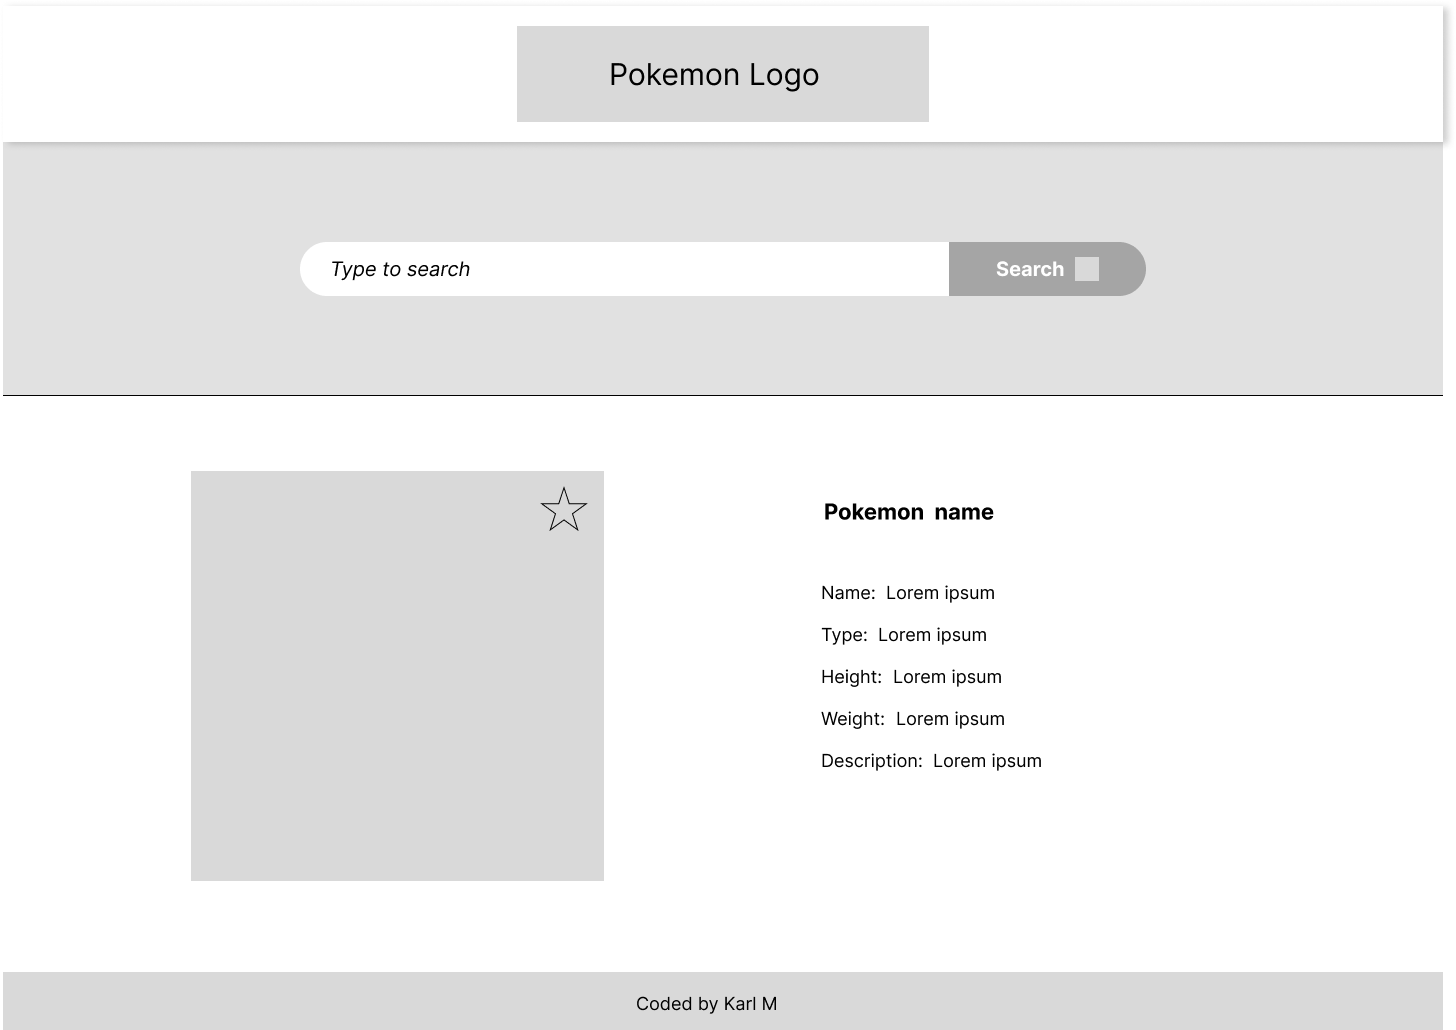 Pokemon Logo
Type to search
Search
Pokemon name
Name: Lorem ipsum
Type: Lorem ipsum
Height: Lorem ipsum
Weight: Lorem ipsum
Description: Lorem ipsum
Coded by Karl M